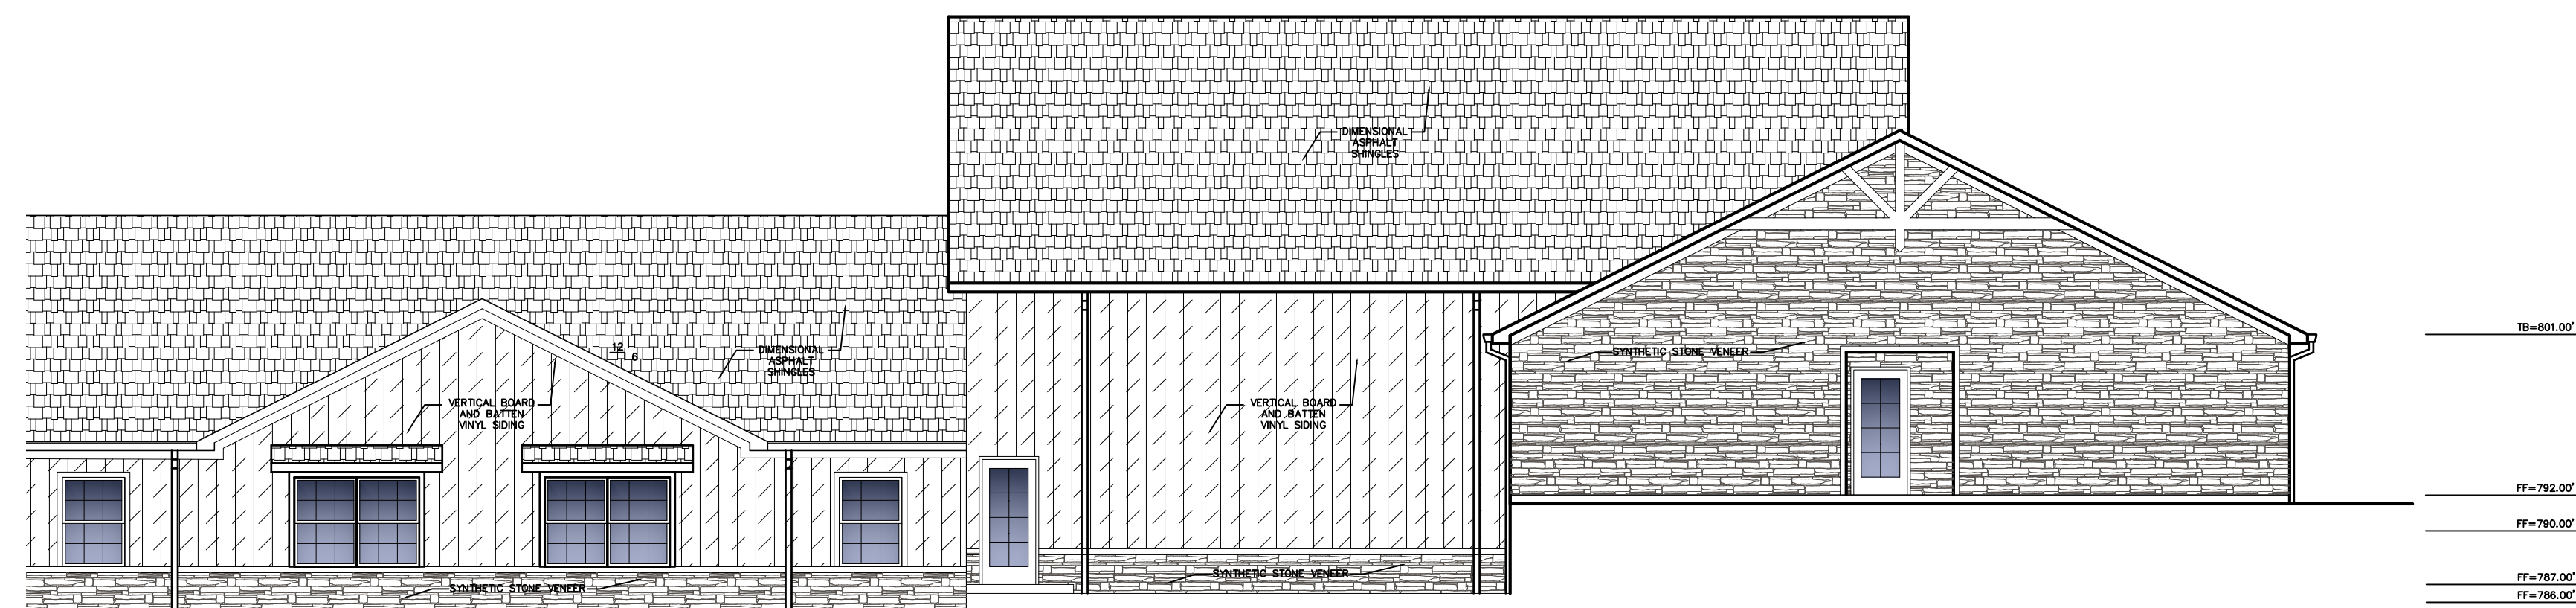 DIMENSIONAL
ASPHALT
SHINGLES
TB=801.00'
12
6
DIMENSIONAL
ASPHALT
SHINGLES
SYNTHETIC STONE VENEER
VERTICAL BOARD
AND BATTEN
VINYL SIDING
VERTICAL BOARD
AND BATTEN
VINYL SIDING
FF=792.00'
FF=790.00'
SYNTHETIC STONE VENEER
FF=787.00'
SYNTHETIC STONE VENEER
FF=786.00'